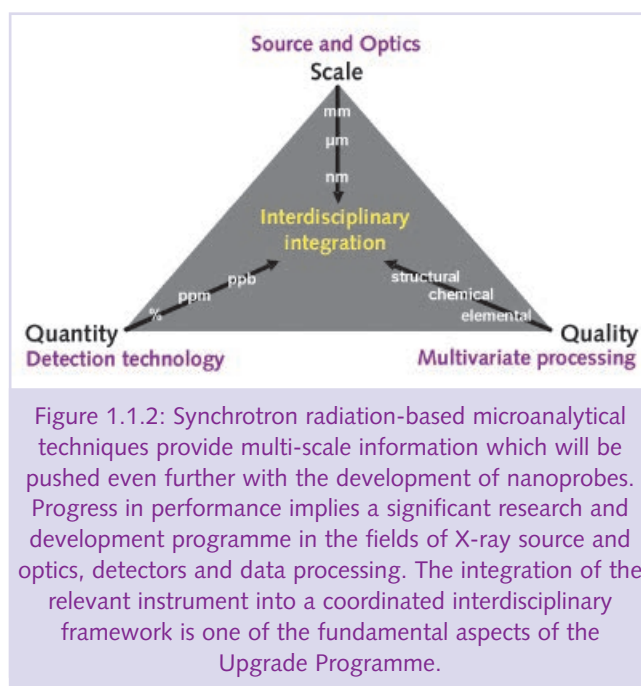 Source and Optics
Scale
mm
µm
nm
Interdisciplinary
integration
ppb
ppm
%
structural
chemical
elemental
Quantity
Quality
Detection technology
Multivariate processing
Figure 1.1.2: Synchrotron radiation-based microanalytical
techniques provide multi-scale information which will be
pushed even further with the development of nanoprobes.
Progress in performance implies a significant research and
development programme in the fields of X-ray source and
optics, detectors and data processing. The integration of the
relevant instrument into a coordinated interdisciplinary
framework is one of the fundamental aspects of the
Upgrade Programme.